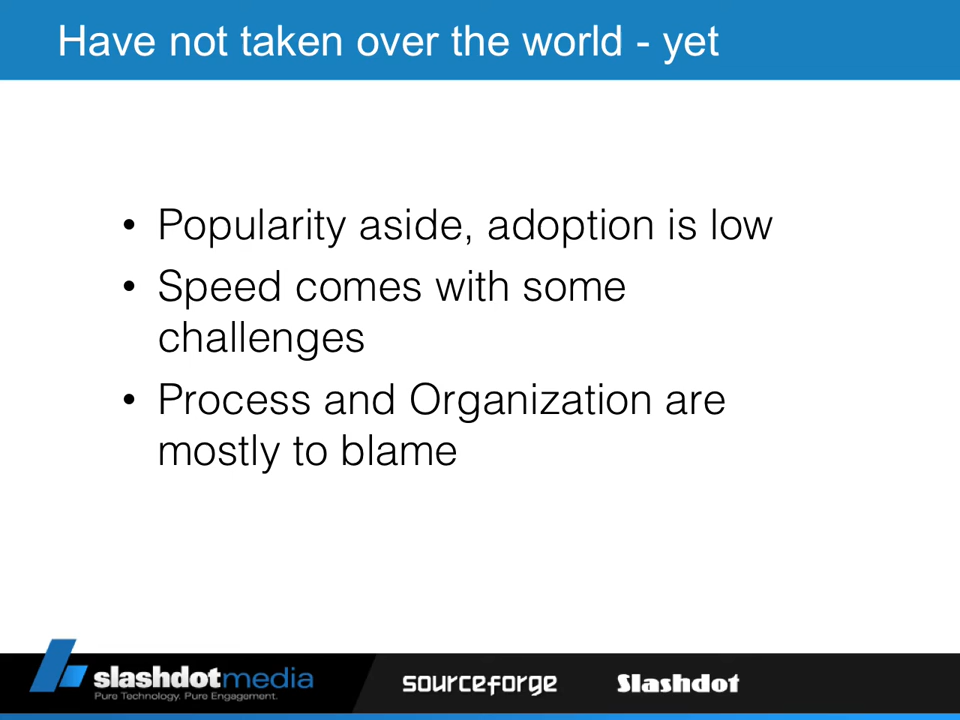 Have not taken over the world - yet
• Popularity aside, adoption is low
• Speed comes with some
challenges
• Process and Organization are
mostly to blame
slashdotmedia
Pure Technology. Pure Engagement.
sourceforge
Slashdot